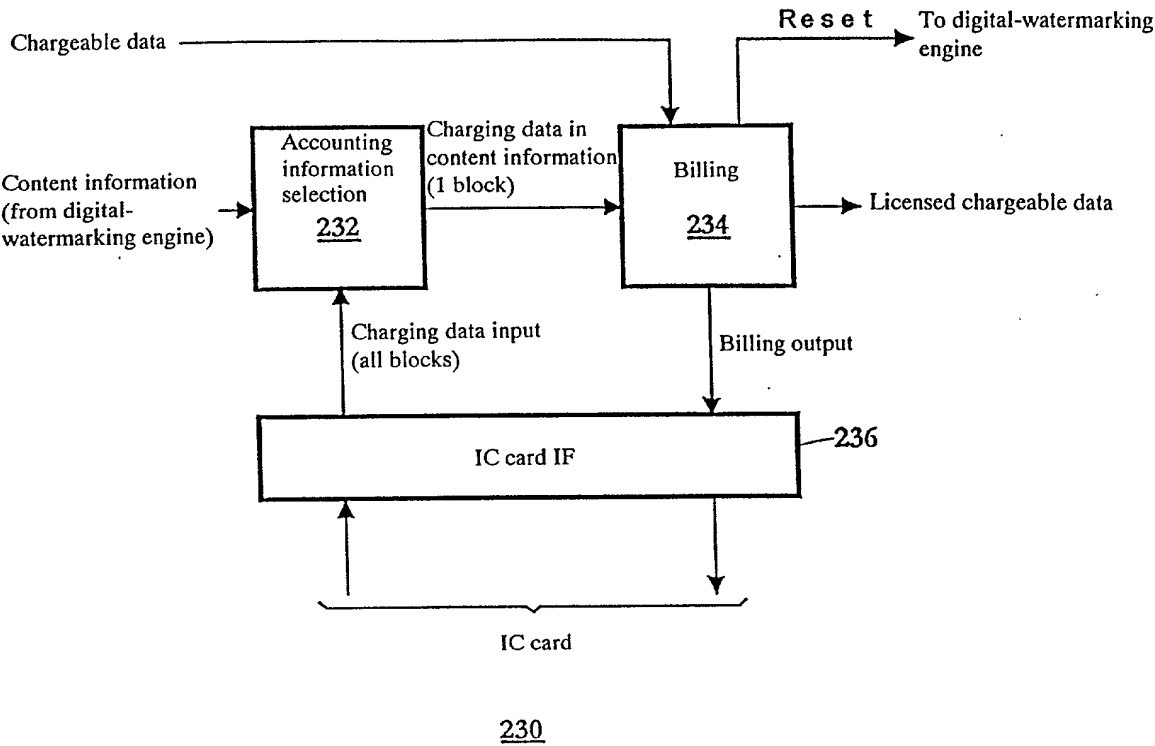 Reset
To digital-watermarking
engine
Chargeable data
Accounting
information
selection
232
Charging data in
content information
(1 block)
Billing
234
Content information
(from digital-
watermarking engine)
Licensed chargeable data
Charging data input
(all blocks)
Billing output
IC card IF
236
IC card
230